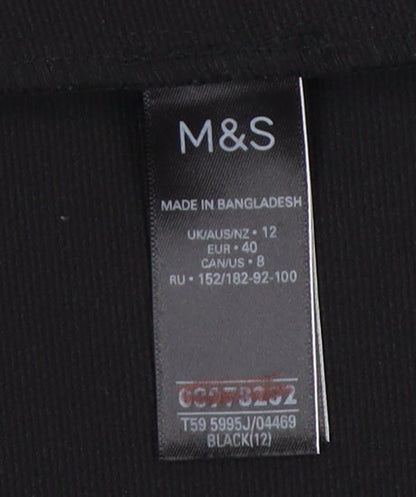 M&S
MADE IN BANGLADESH
UK/AUS/NZ • 12
EUR • 40
CAN/US • 8
RU • 152/182-92-100
T59 5995J/04469
BLACK(12)